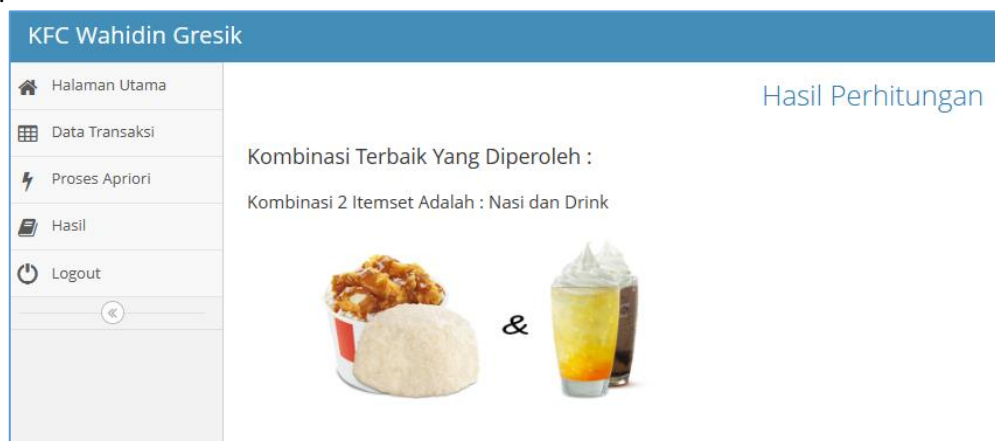 KFC Wahidin Gresik
Halaman Utama
Data Transaksi
Proses Apriori
Hasil
Logout
Hasil Perhitungan
Kombinasi Terbaik Yang Diperoleh :
Kombinasi 2 Itemset Adalah : Nasi dan Drink
&